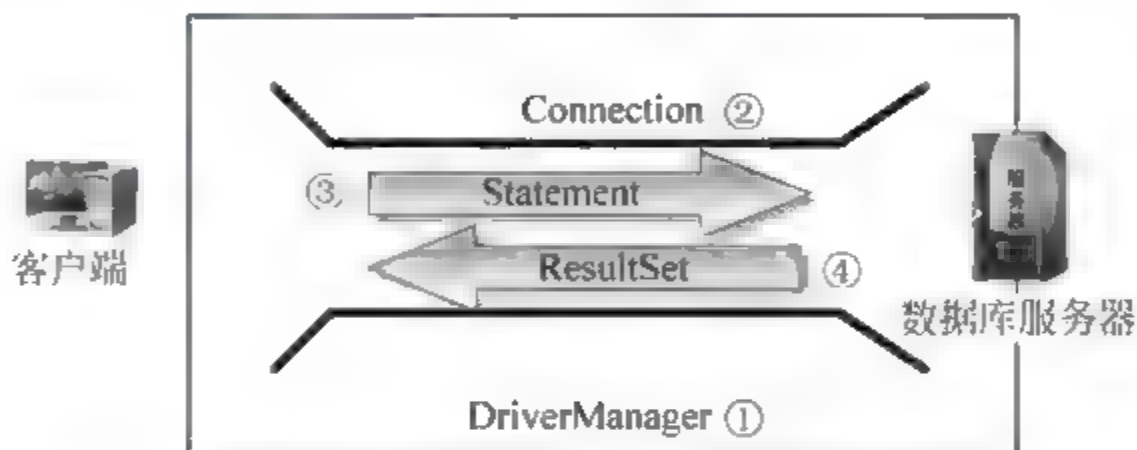 Connection ②
③
Statement
ResultSet ④
客户端
数据库服务器
DriverManager ①